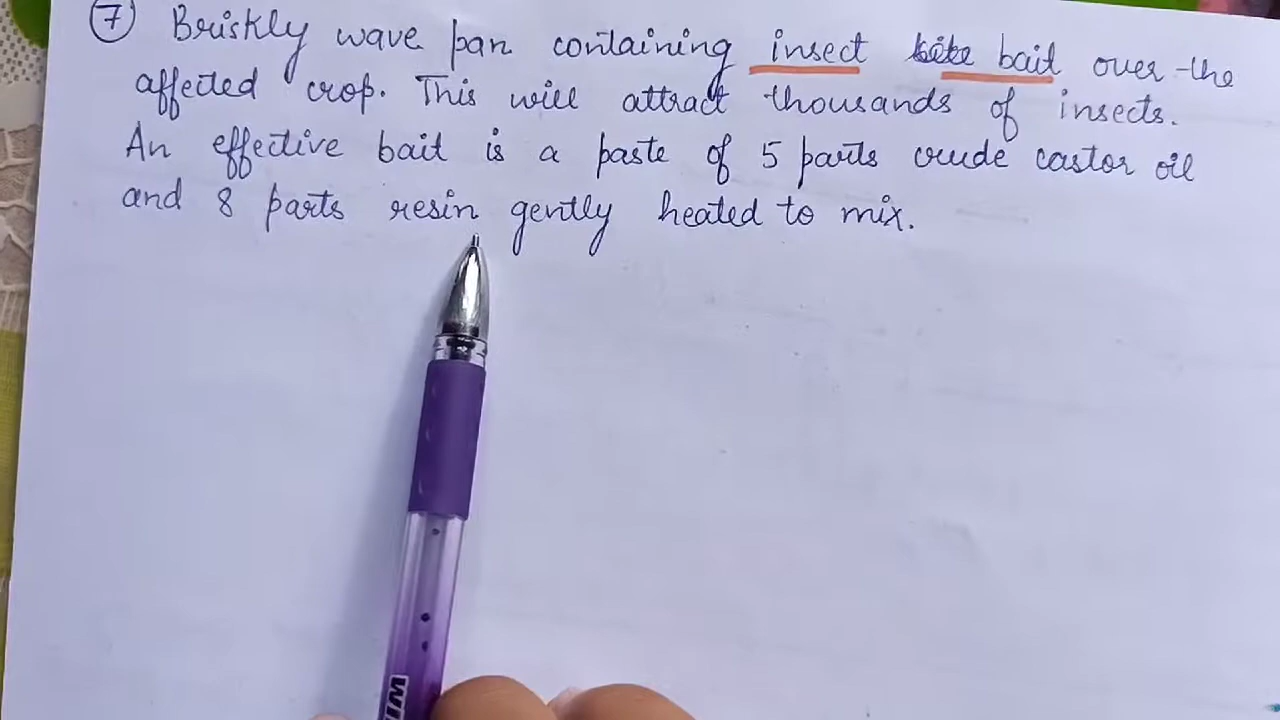 7 Briskly wave pan containing insect bite bait over the
affected crop. This will attract thousands of insects.
An effective bait is a paste of 5 parts crude castor oil
and 8 parts resin gently heated to mix.